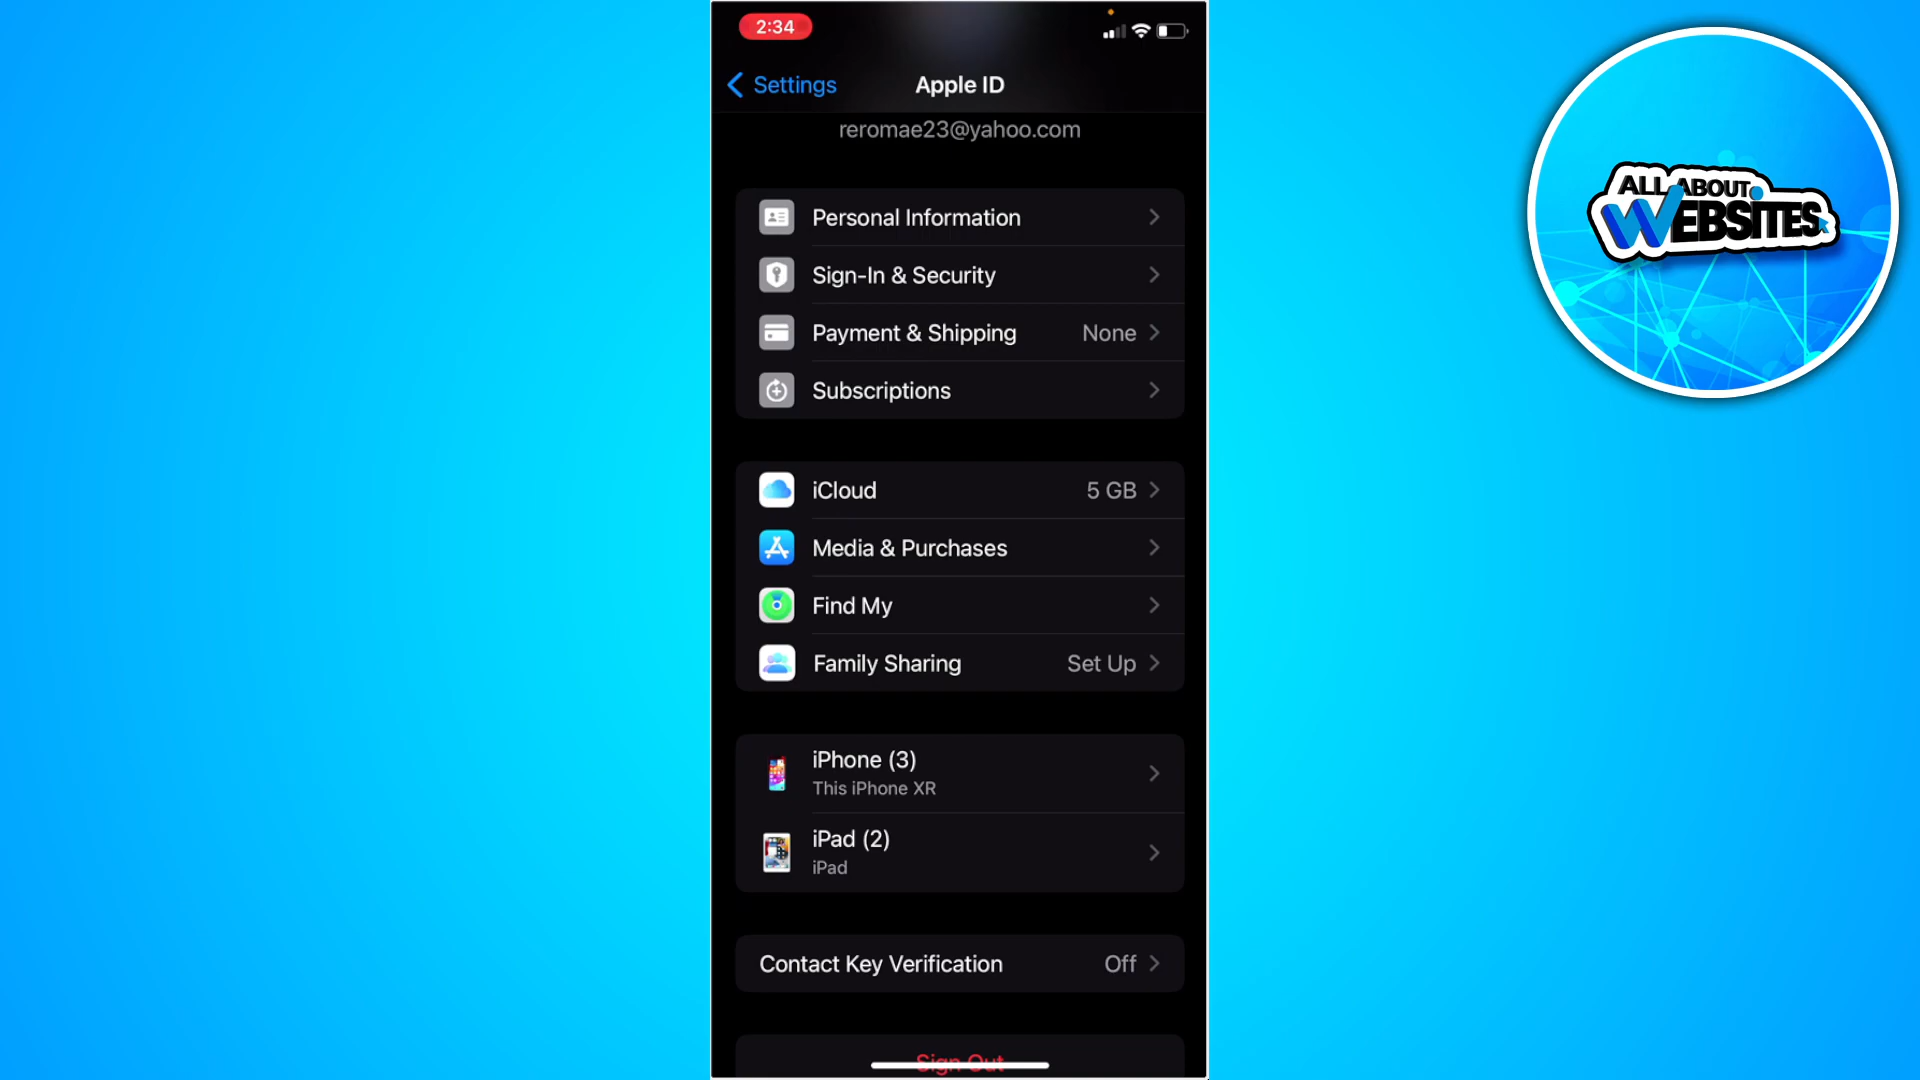 2:34
Settings
Apple ID
reromae23@yahoo.com
Personal Information
Sign-In & Security
Payment & Shipping None
Subscriptions
iCloud 5 GB
Media & Purchases
Find My
Family Sharing Set Up
iPhone (3)
This iPhone XR
iPad (2)
iPad
Contact Key Verification Off
Sign Out
ALL ABOUT
WEBSITES